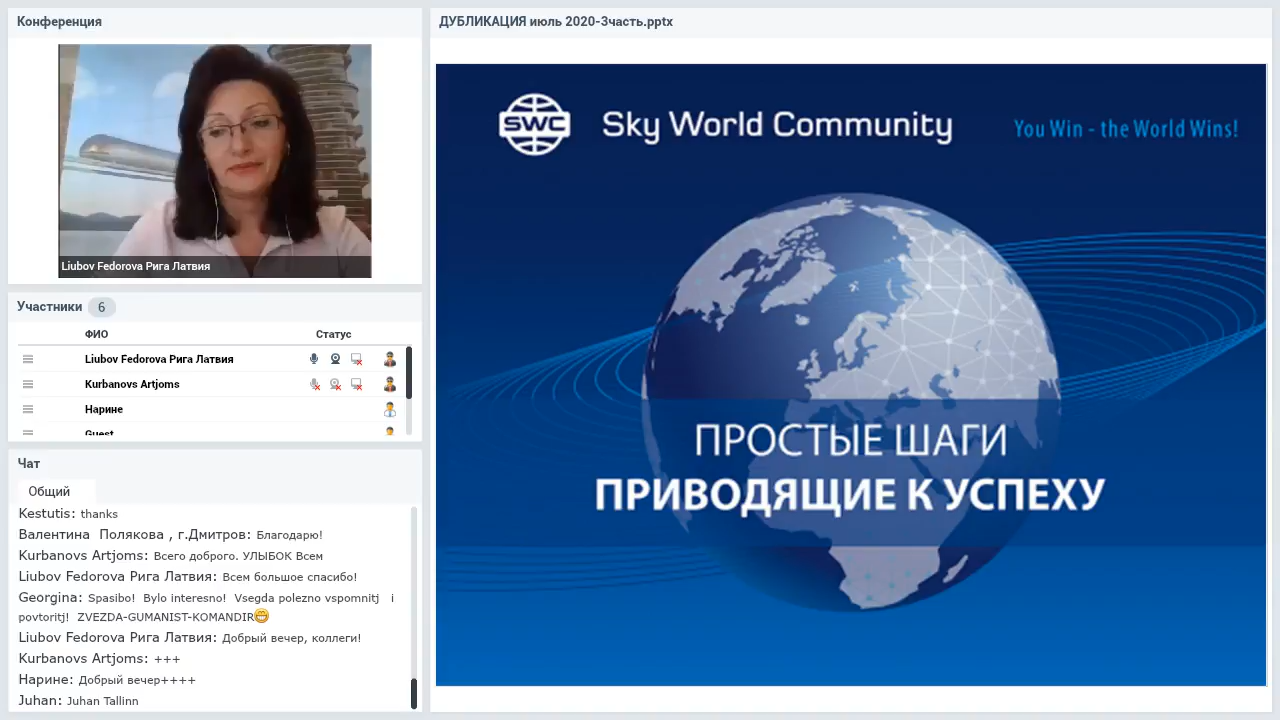 Конференция
Liubov Fedorova Рига Латвия
Участники 6
ФИО Статус
Liubov Fedorova Рига Латвия
Kurbanovs Artjoms
Нарине
Guest
Чат
Общий
Kestutis: thanks
Валентина Полякова , г.Дмитров: Благодарю!
Kurbanovs Artjoms: Всего доброго. УЛЫБОК Всем
Liubov Fedorova Рига Латвия: Всем большое спасибо!
Georgina: Spasibo! Bylo interesno! Vsegda polezno vspomnitj i
povtoritj! ZVEZDA-GUMANIST-KOMANDIR
Liubov Fedorova Рига Латвия: Добрый вечер, коллеги!
Kurbanovs Artjoms: +++
Нарине: Добрый вечер++++
Juhan: Juhan Tallinn
ДУБЛИКАЦИЯ июль 2020-3часть.pptx
SWC Sky World Community
You Win - the World Wins!
ПРОСТЫЕ ШАГИ
ПРИВОДЯЩИЕ К УСПЕХУ